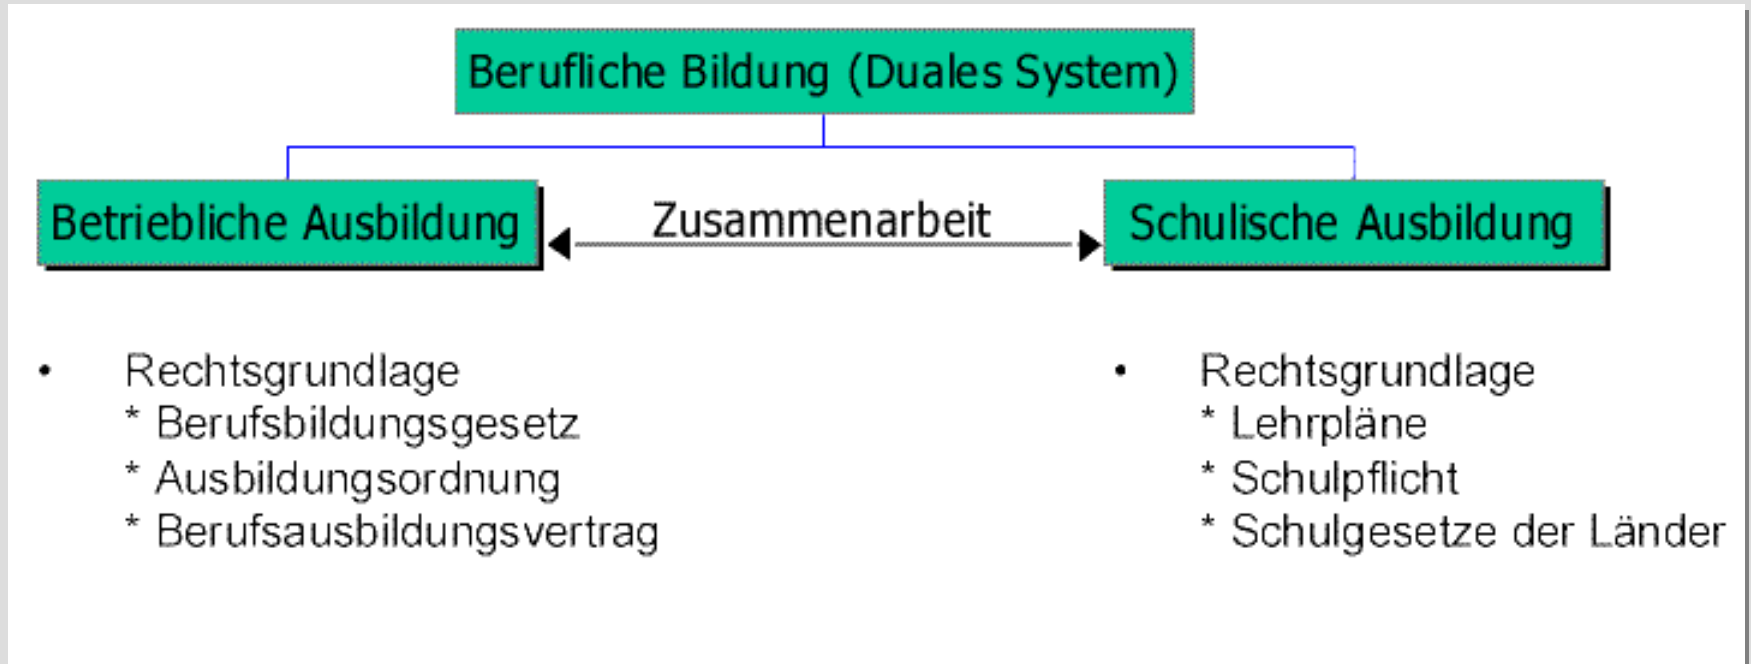 Berufliche Bildung (Duales System)
Betriebliche Ausbildung
Zusammenarbeit
Schulische Ausbildung
• Rechtsgrundlage
* Berufsbildungsgesetz
* Ausbildungsordnung
* Berufsausbildungsvertrag
• Rechtsgrundlage
* Lehrpläne
* Schulpflicht
* Schulgesetze der Länder